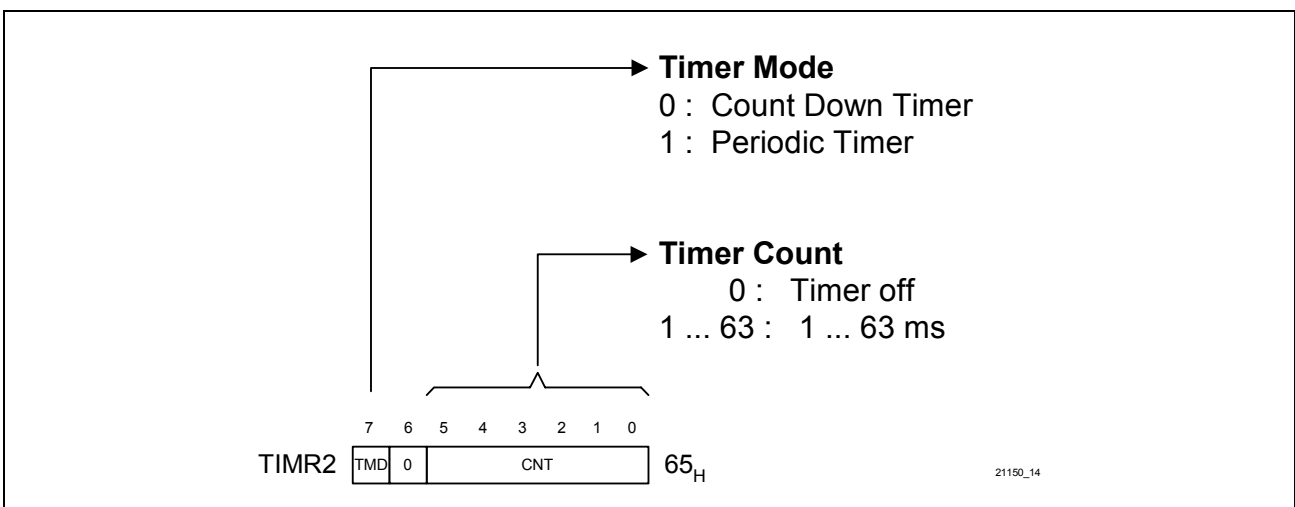 Timer Mode
0 : Count Down Timer
1 : Periodic Timer
Timer Count
0 : Timer off
1 ... 63 : 1 ... 63 ms
7 6 5 4 3 2 1 0
TIMR2 TMD 0 CNT 65H
21150_14